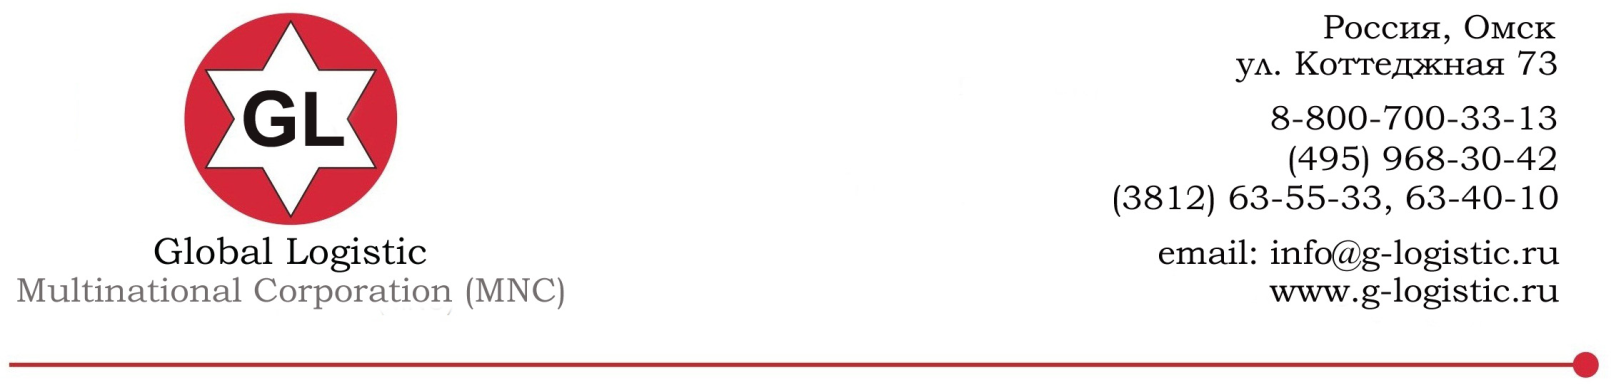 GL
Global Logistic
Multinational Corporation (MNC)
Россия, Омск
ул. Коттеджная 73
8-800-700-33-13
(495) 968-30-42
(3812) 63-55-33, 63-40-10
email: info@g-logistic.ru
www.g-logistic.ru